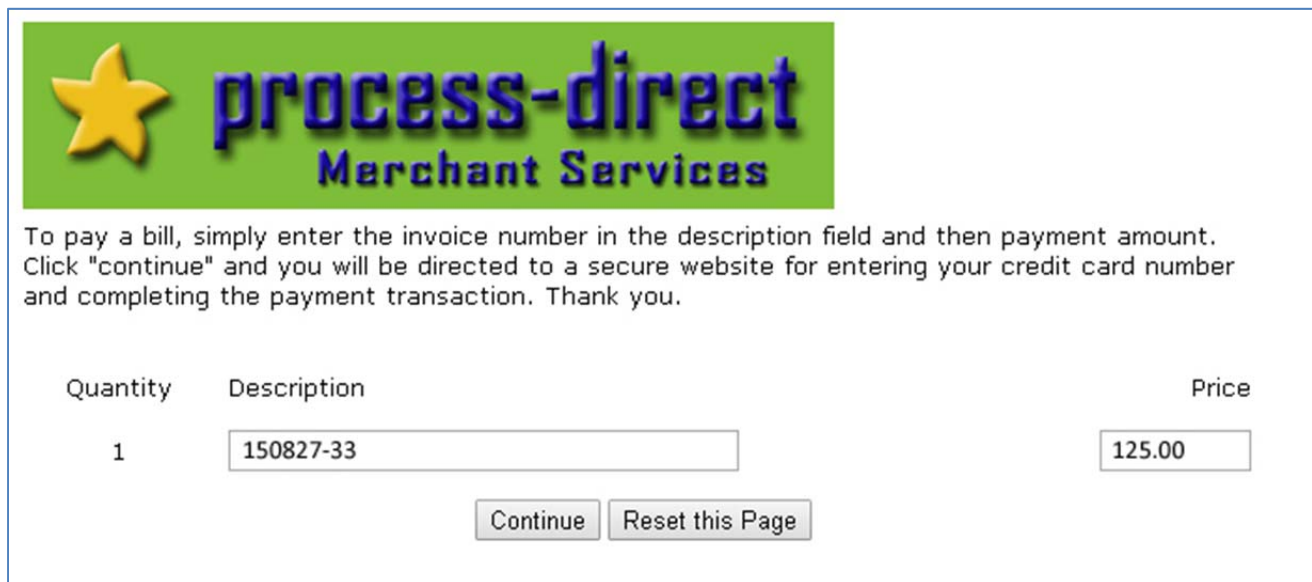 process-direct
Merchant Services
To pay a bill, simply enter the invoice number in the description field and then payment amount.
Click "continue" and you will be directed to a secure website for entering your credit card number
and completing the payment transaction. Thank you.
Quantity Description Price
1 150827-33 125.00
Continue Reset this Page